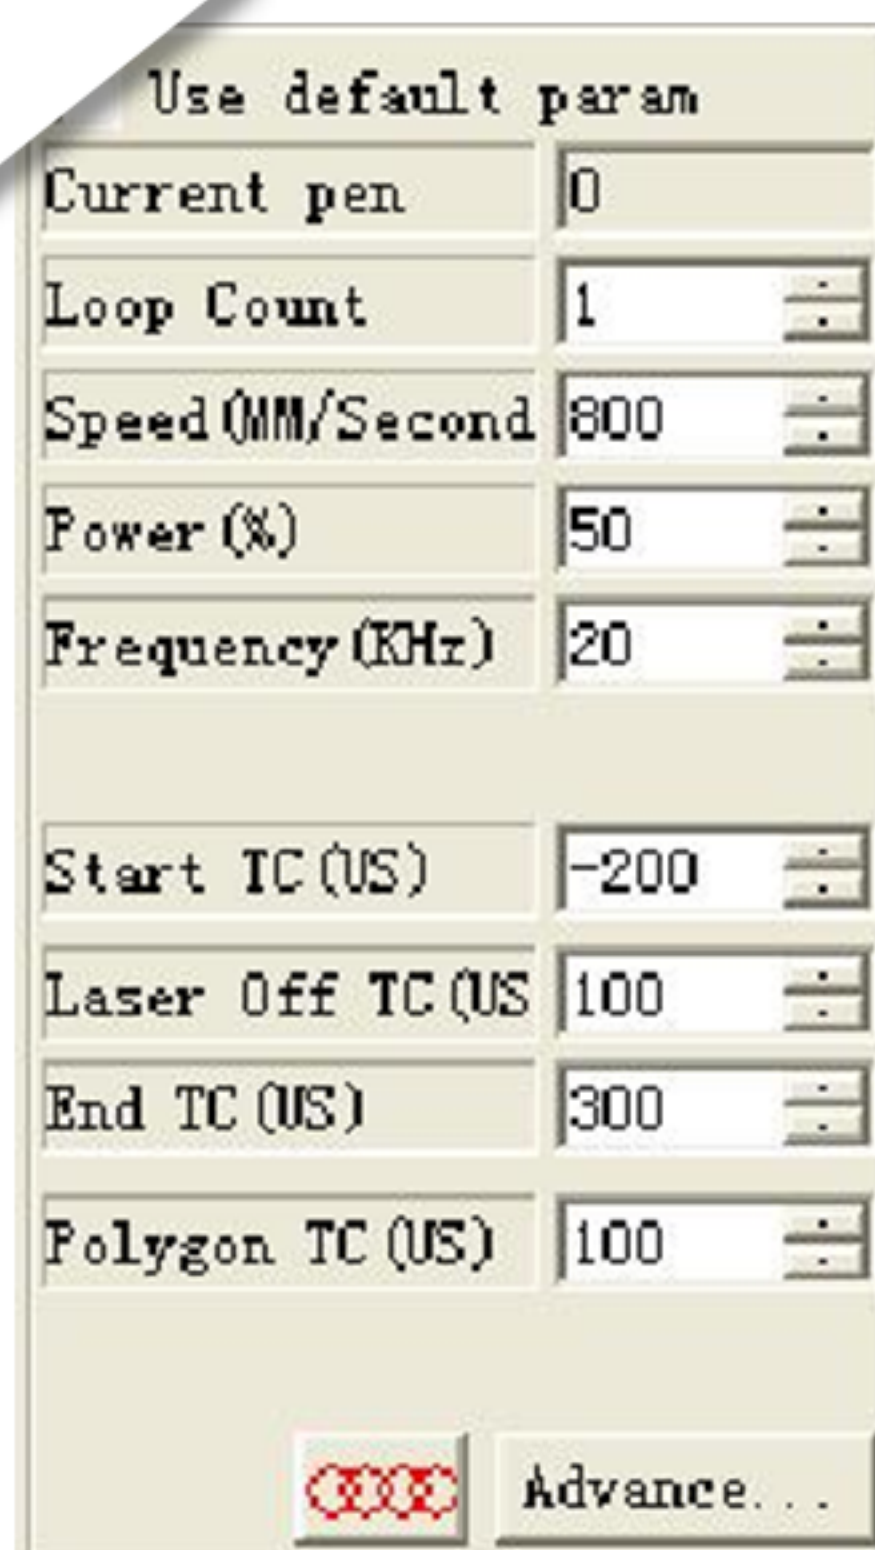 Use default param
Current pen 0
Loop Count 1
Speed(MM/Second 800
Power(%) 50
Frequency(KHz) 20
Start TC(US) -200
Laser Off TC(US 100
End TC(US) 300
Polygon TC(US) 100
Advance...